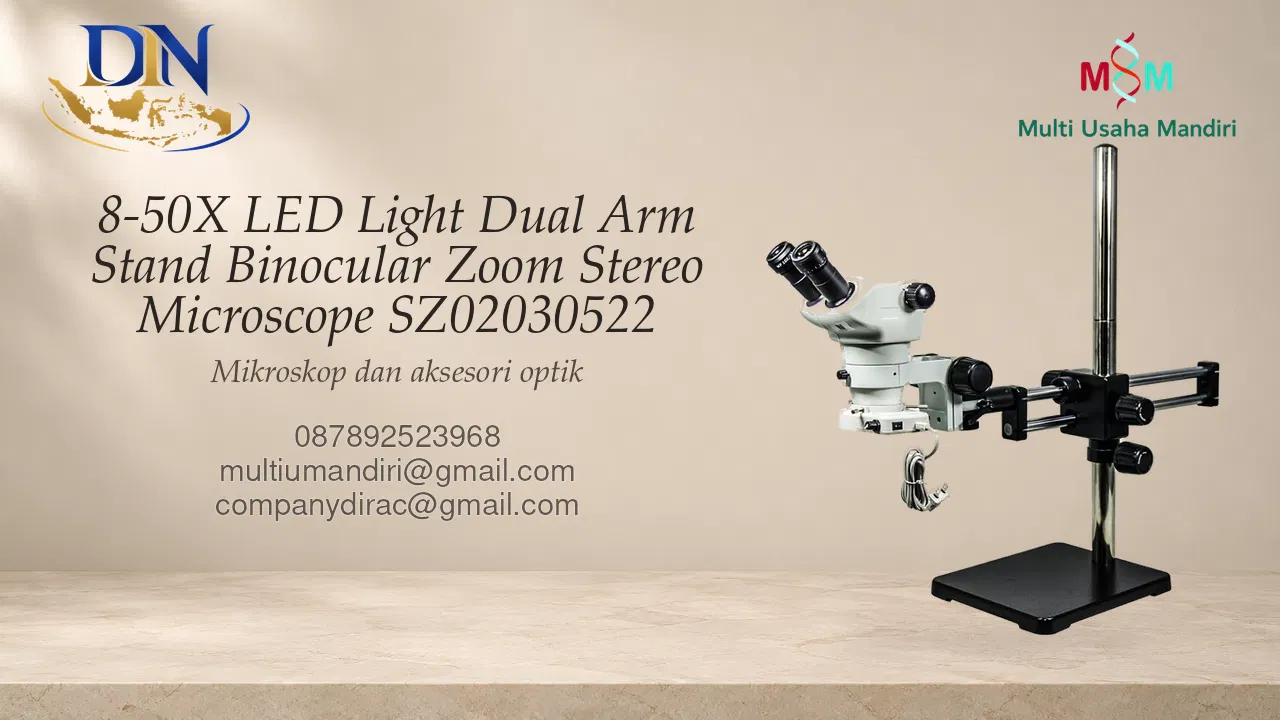 DIN
M M
Multi Usaha Mandiri
8-50X LED Light Dual Arm
Stand Binocular Zoom Stereo
Microscope SZ02030522
Mikroskop dan aksesori optik
087892523968
multiumandiri@gmail.com
companydirac@gmail.com